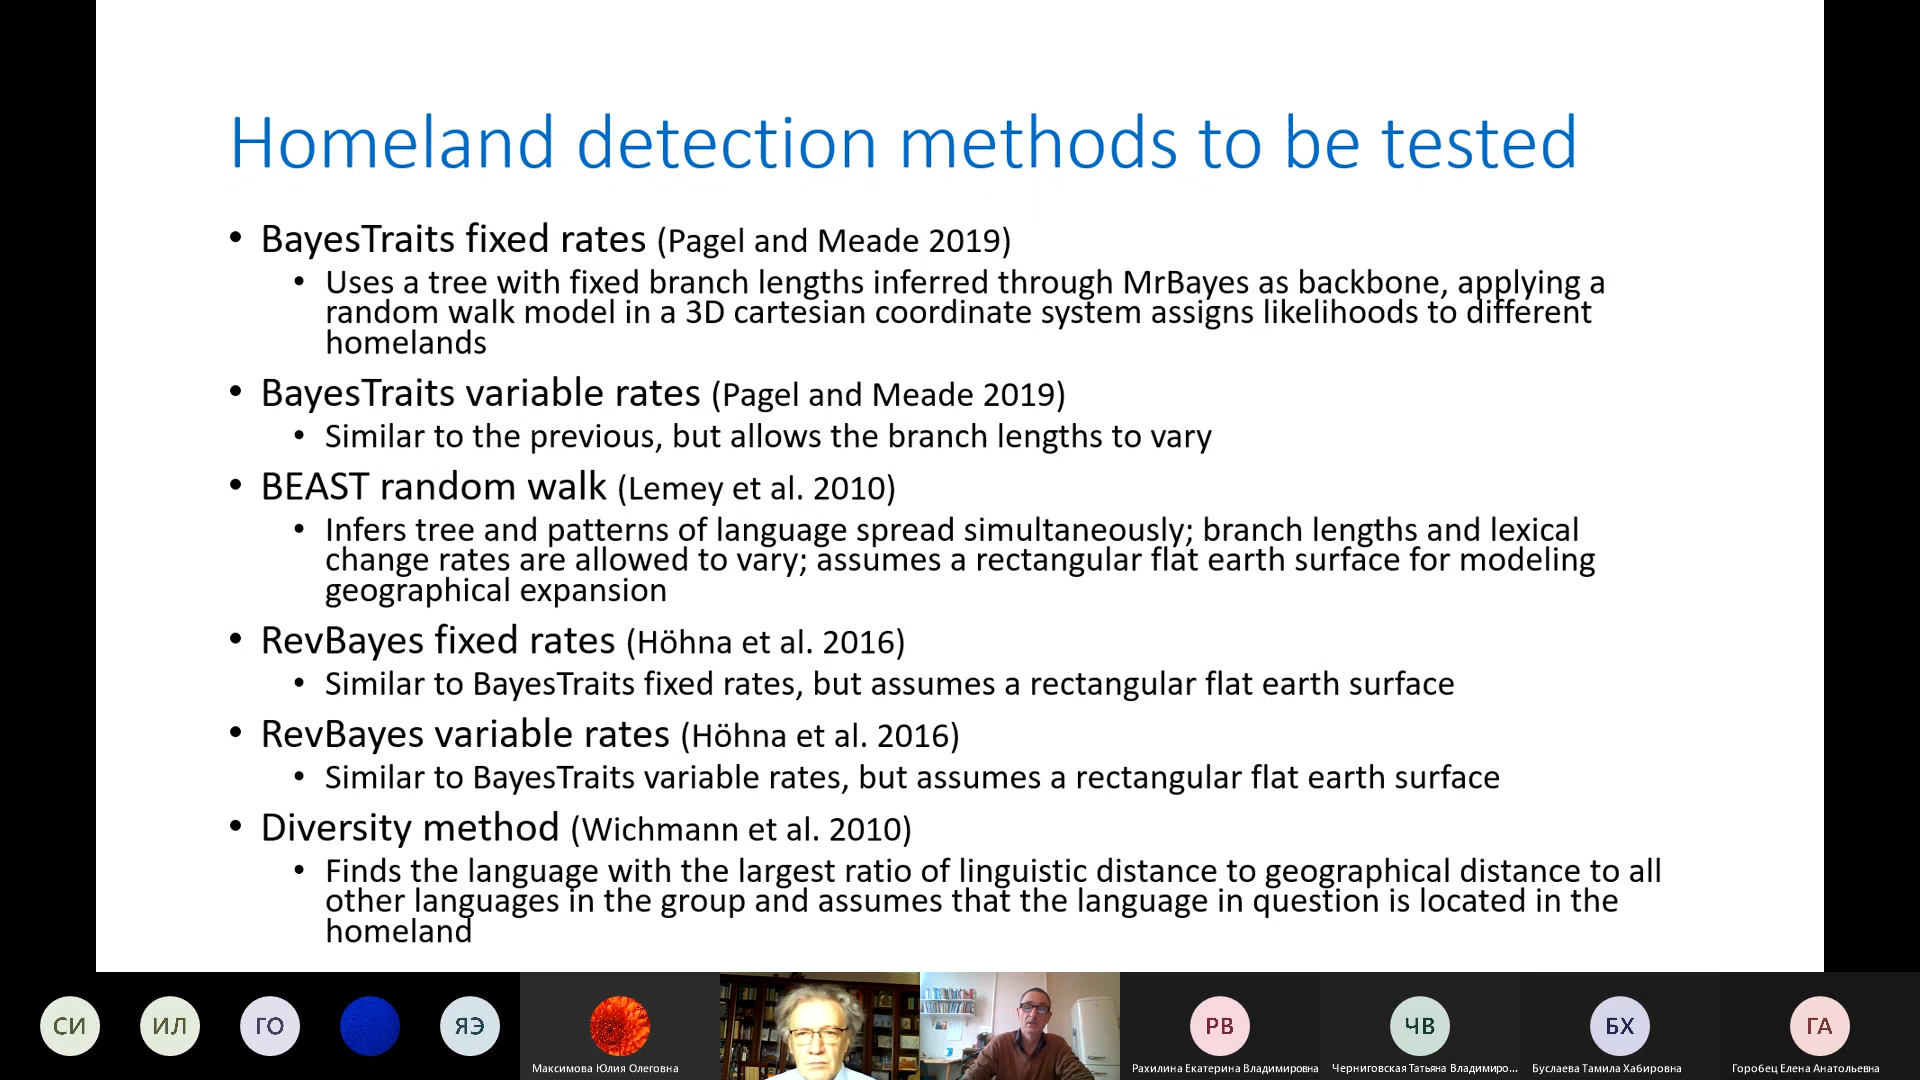 Homeland detection methods to be tested
• BayesTraits fixed rates (Pagel and Meade 2019)
• Uses a tree with fixed branch lengths inferred through MrBayes as backbone, applying a
random walk model in a 3D cartesian coordinate system assigns likelihoods to different
homelands
• BayesTraits variable rates (Pagel and Meade 2019)
• Similar to the previous, but allows the branch lengths to vary
• BEAST random walk (Lemey et al. 2010)
• Infers tree and patterns of language spread simultaneously; branch lengths and lexical
change rates are allowed to vary; assumes a rectangular flat earth surface for modeling
geographical expansion
• RevBayes fixed rates (Höhna et al. 2016)
• Similar to BayesTraits fixed rates, but assumes a rectangular flat earth surface
• RevBayes variable rates (Höhna et al. 2016)
• Similar to BayesTraits variable rates, but assumes a rectangular flat earth surface
• Diversity method (Wichmann et al. 2010)
• Finds the language with the largest ratio of linguistic distance to geographical distance to all
other languages in the group and assumes that the language in question is located in the
homeland
СИ
ИЛ
ГО
ЯЭ
РВ
ЧВ
БХ
ГА
Максимова Юлия Олеговна
Рахилина Екатерина Владимировна
Черниговская Татьяна Владимиро...
Буслаева Тамила Хабировна
Горобец Елена Анатольевна